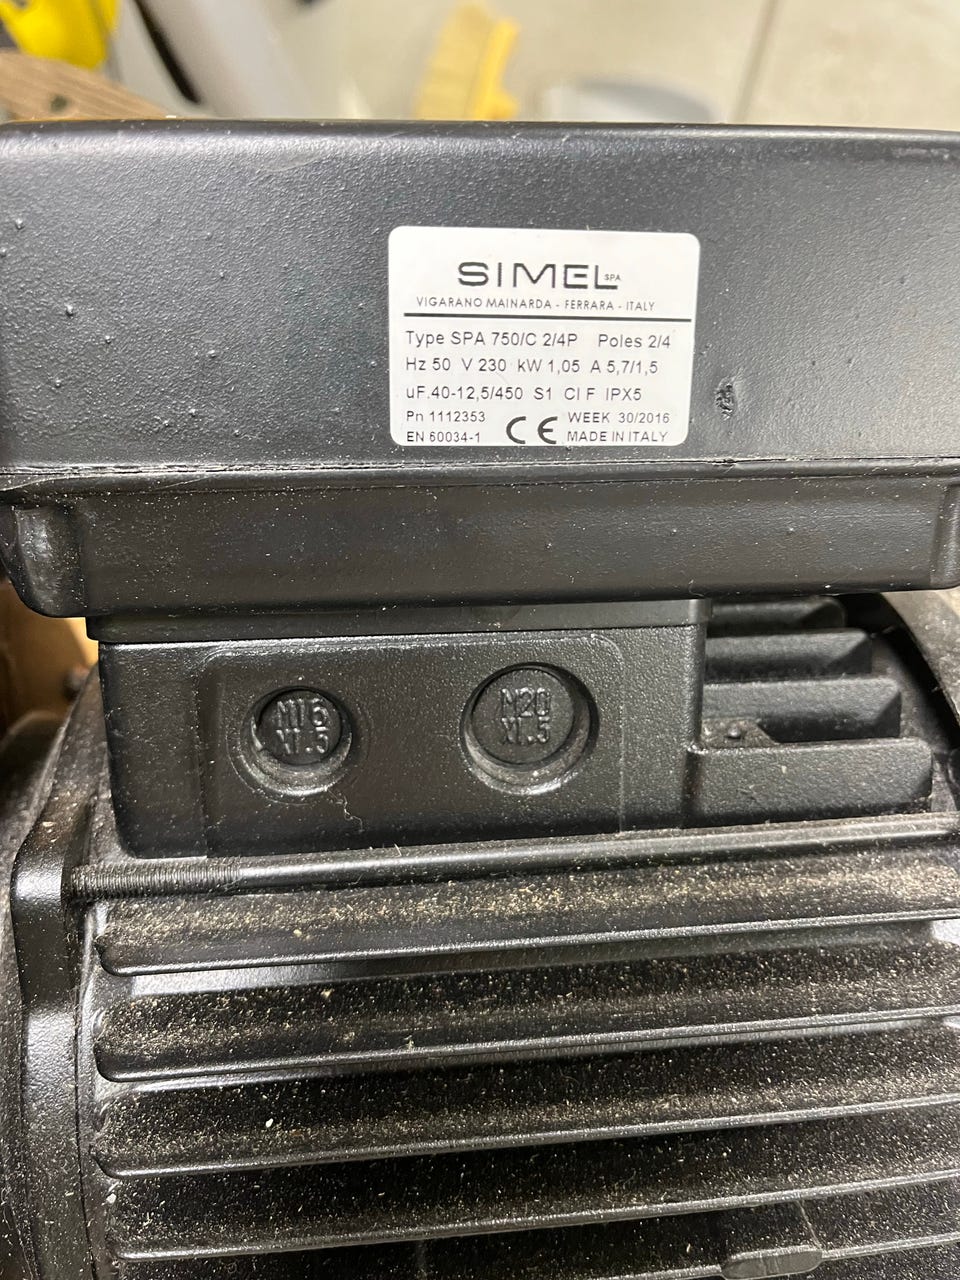 SIMEL SPA
VIGARANO MAINARDA - FERRARA - ITALY
Type SPA 750/C 2/4P Poles 2/4
Hz 50 V 230 kW 1,05 A 5,7/1,5
uF.40-12,5/450 S1 Cl F IPX5
Pn 1112353 WEEK 30/2016
EN 60034-1 CE MADE IN ITALY
M16 M20
X1.5 X1.5